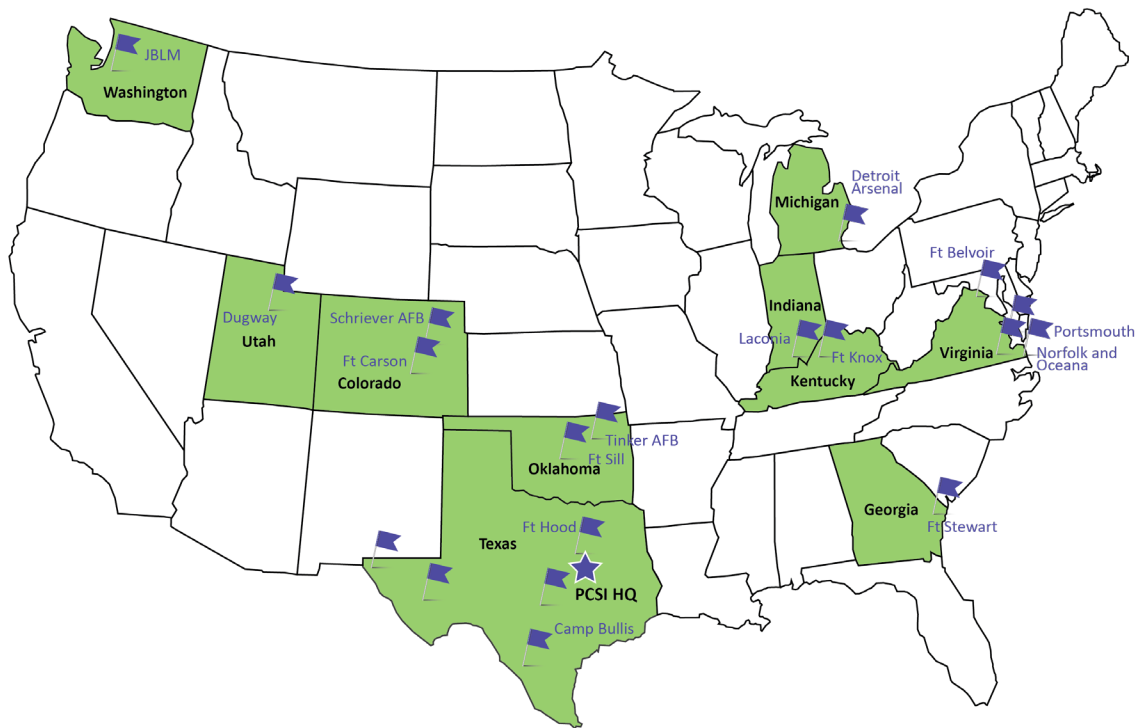 JBLM
Washington
Detroit
Arsenal
Michigan
Ft Belvoir
Indiana
Dugway
Schriever AFB
Utah
Laconia
Portsmouth
Ft Carson
Ft Knox
Virginia
Norfolk and
Oceana
Colorado
Kentucky
Tinker AFB
Ft Sill
Oklahoma
Georgia
Ft Hood
Ft Stewart
Texas
PCSI HQ
Camp Bullis